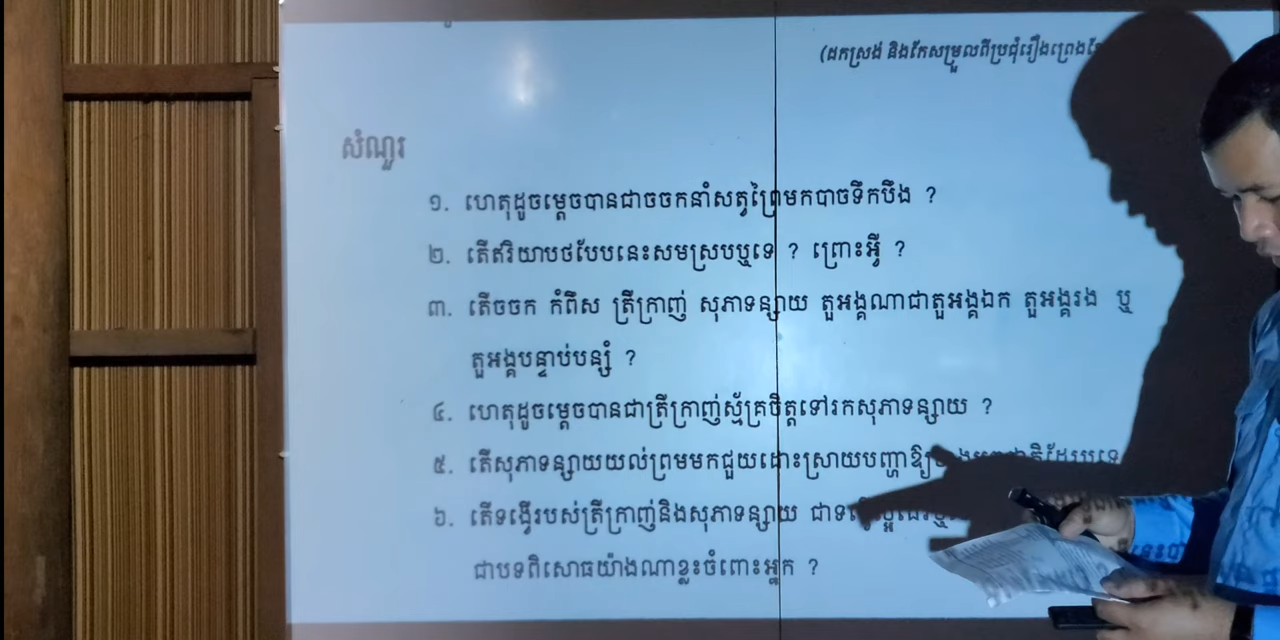 (ដកស្រង់ និងកែសម្រួលពីប្រជុំរឿងព្រេង
សំណួរ
១. ហេតុដូចម្ដេចបានជាចចកនាំសត្វព្រៃមកបាចទឹកបឹង ?
២. តើឥរិយាបថបែបនេះសមស្របឬទេ ? ព្រោះអ្វី ?
៣. តើចចក កំពឹស ត្រីក្រាញ់ សុភាទន្សាយ តួអង្គណាជាតួអង្គឯក តួអង្គរង ឬ
តួអង្គបន្ទាប់បន្សំ ?
៤. ហេតុដូចម្ដេចបានជាត្រីក្រាញ់ស្ម័គ្រចិត្តទៅរកសុភាទន្សាយ ?
៥. តើសុភាទន្សាយយល់ព្រមមកជួយដោះស្រាយបញ្ហាឱ្យ
៦. តើទង្វើរបស់ត្រីក្រាញ់និងសុភាទន្សាយ
ជាបទពិសោធយ៉ាងណាខ្លះចំពោះអ្នក ?